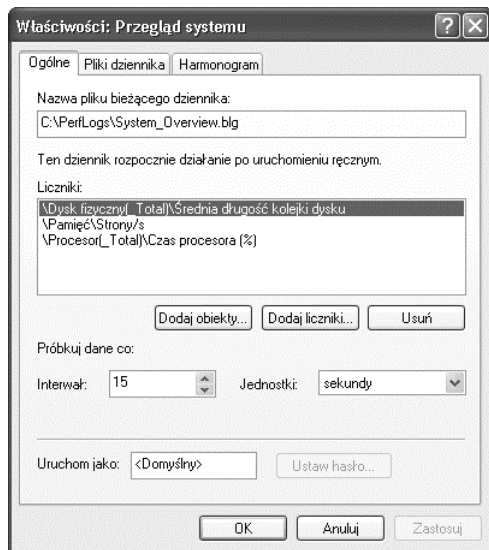 Właściwości: Przegląd systemu
Ogólne Pliki dziennika Harmonogram
Nazwa pliku bieżącego dziennika:
C:\PerfLogs\System_Overview.blg
Ten dziennik rozpocznie działanie po uruchomieniu ręcznym.
Liczniki:
\Dysk fizyczny(_Total)\Średnia długość kolejki dysku
\Pamięć\Strony/s
\Procesor(_Total)\Czas procesora (%)
Dodaj obiekty... Dodaj liczniki... Usuń
Próbkuj dane co:
Interwał: 15 Jednostki: sekundy
Uruchom jako: <Domyślny> Ustaw hasło...
OK Anuluj Zastosuj